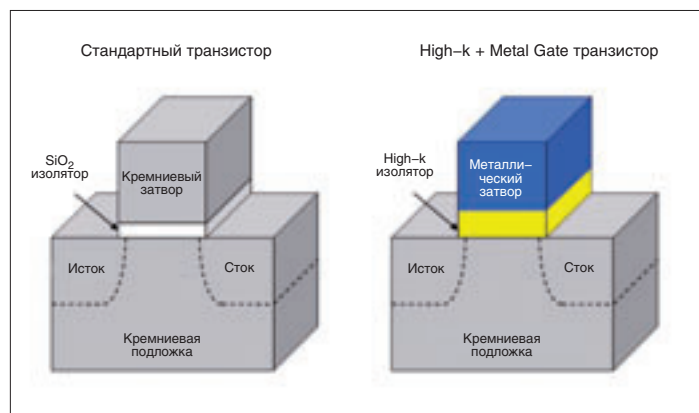 Стандартный транзистор
SiO₂
изолятор
Кремниевый
затвор
Исток
Сток
Кремниевая
подложка
High–k + Metal Gate транзистор
High–k
изолятор
Металли–
ческий
затвор
Исток
Сток
Кремниевая
подложка